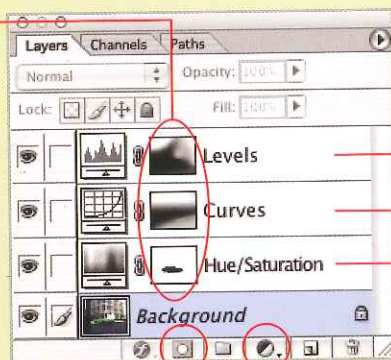 Layers Channels Paths
Normal Opacity: 100%
Lock: Fill: 100%
Levels
Curves
Hue/Saturation
Background